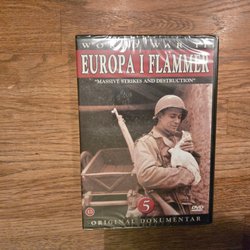 WORLD WAR II
EUROPA I FLAMMER
"MASSIVE STRIKES AND DESTRUCTION"
5
DVD
ORIGINAL DOKUMENTAR